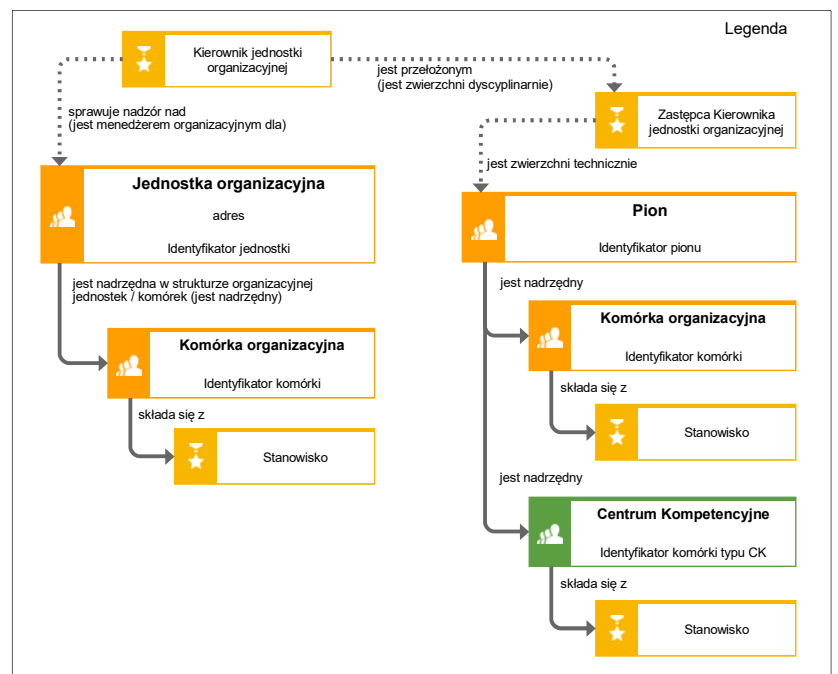 Legenda
Kierownik jednostki
organizacyjnej
jest przełożonym
(jest zwierzchni dyscyplinarnie)
sprawuje nadzór nad
(jest menedżerem organizacyjnym dla)
Zastępca Kierownika
jednostki organizacyjnej
jest zwierzchni technicznie
Jednostka organizacyjna
adres
Identyfikator jednostki
Pion
Identyfikator pionu
jest nadrzędna w strukturze organizacyjnej
jednostek / komórek (jest nadrzędny)
jest nadrzędny
Komórka organizacyjna
Identyfikator komórki
Komórka organizacyjna
Identyfikator komórki
składa się z
Stanowisko
składa się z
Stanowisko
jest nadrzędny
Centrum Kompetencyjne
Identyfikator komórki typu CK
składa się z
Stanowisko